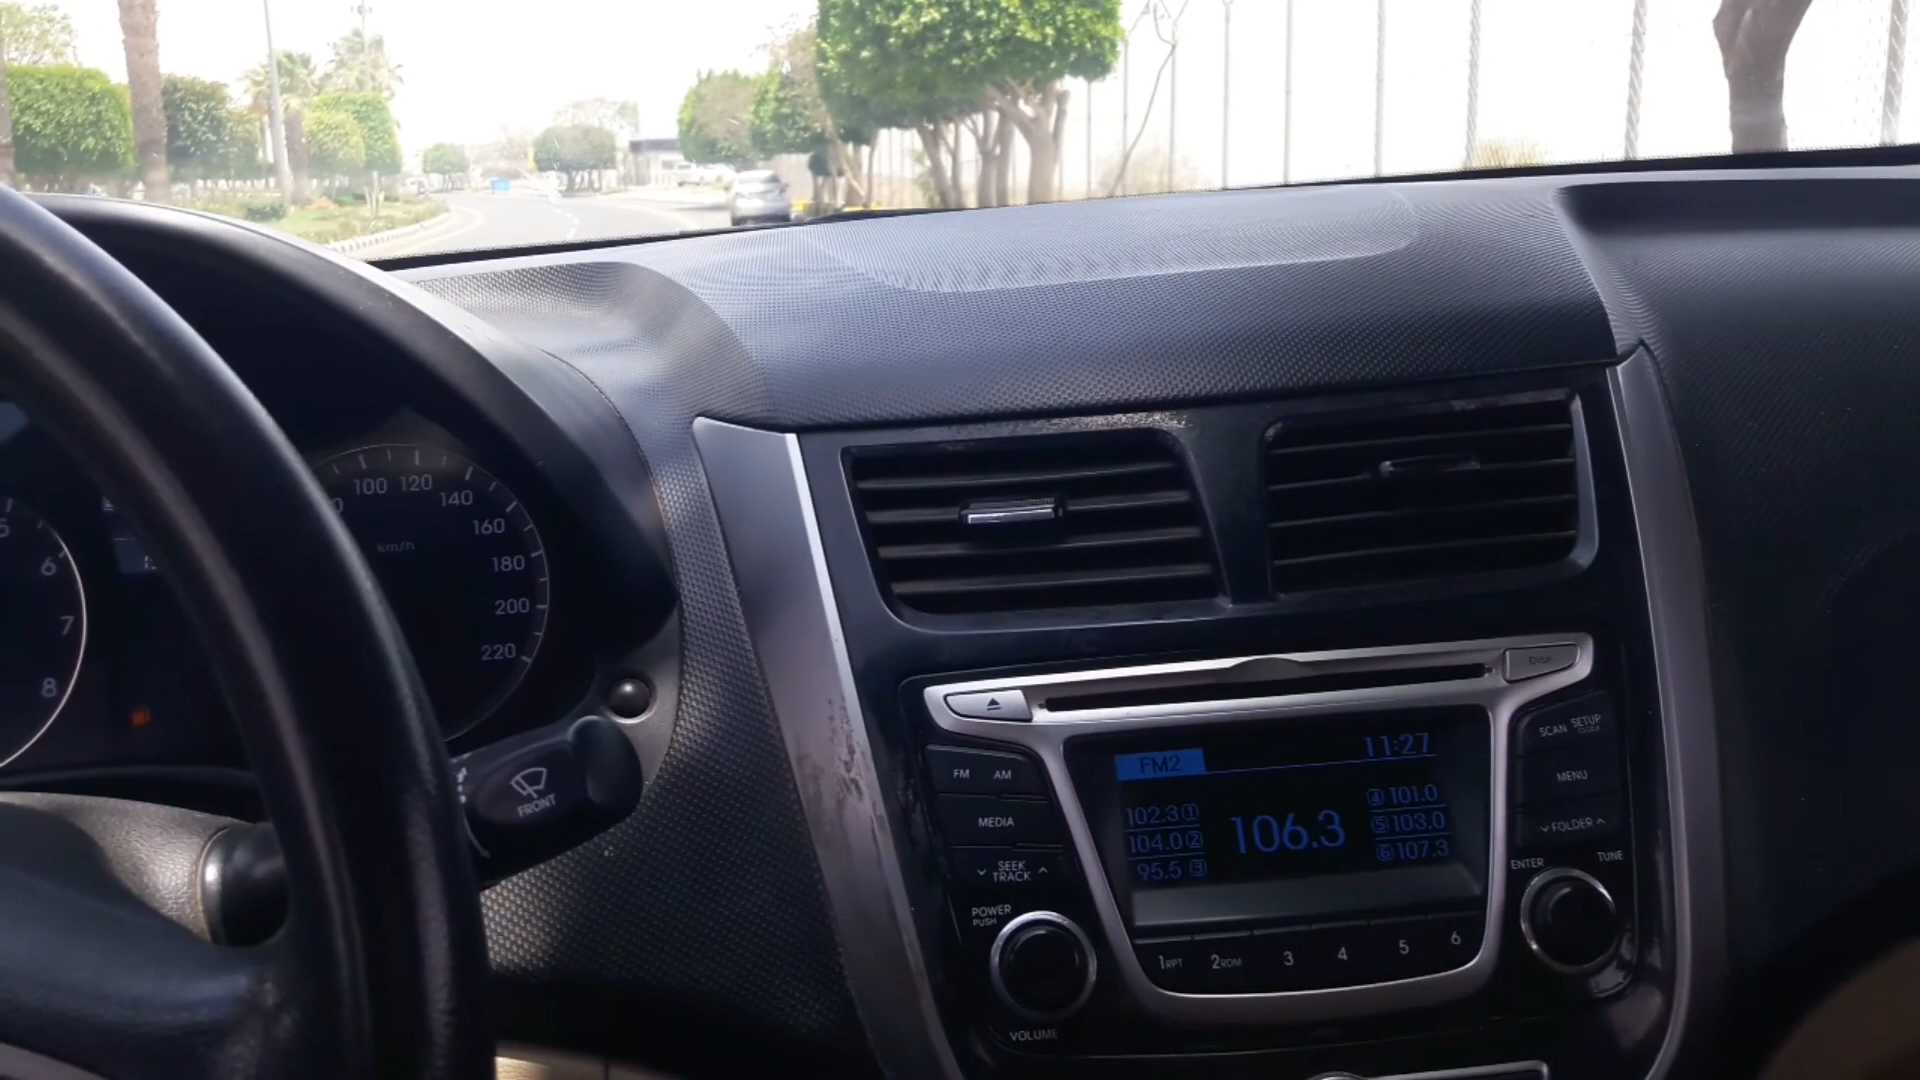 100
120
140
160
km/h
180
200
220
5
6
7
8
FRONT
DISP
FM AM
MEDIA
SEEK
TRACK
POWER
PUSH
VOLUME
FM2 11:27
102.3 1
104.0 2
95.5 3
106.3
4 101.0
5 103.0
6 107.3
1 RPT 2 RDM 3 4 5 6
SCAN SETUP
CLOCK
MENU
FOLDER
ENTER TUNE